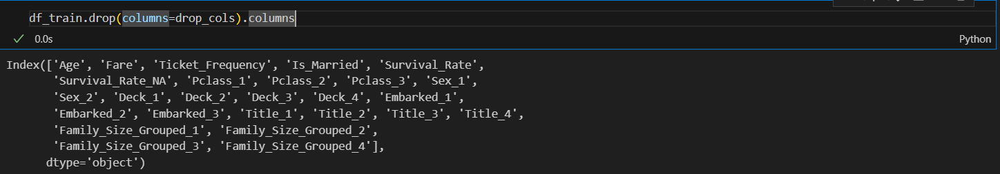 df_train.drop(columns=drop_cols).columns
0.0s
Python
Index(['Age', 'Fare', 'Ticket_Frequency', 'Is_Married', 'Survival_Rate',
'Survival_Rate_NA', 'Pclass_1', 'Pclass_2', 'Pclass_3', 'Sex_1',
'Sex_2', 'Deck_1', 'Deck_2', 'Deck_3', 'Deck_4', 'Embarked_1',
'Embarked_2', 'Embarked_3', 'Title_1', 'Title_2', 'Title_3', 'Title_4',
'Family_Size_Grouped_1', 'Family_Size_Grouped_2',
'Family_Size_Grouped_3', 'Family_Size_Grouped_4'],
dtype='object')